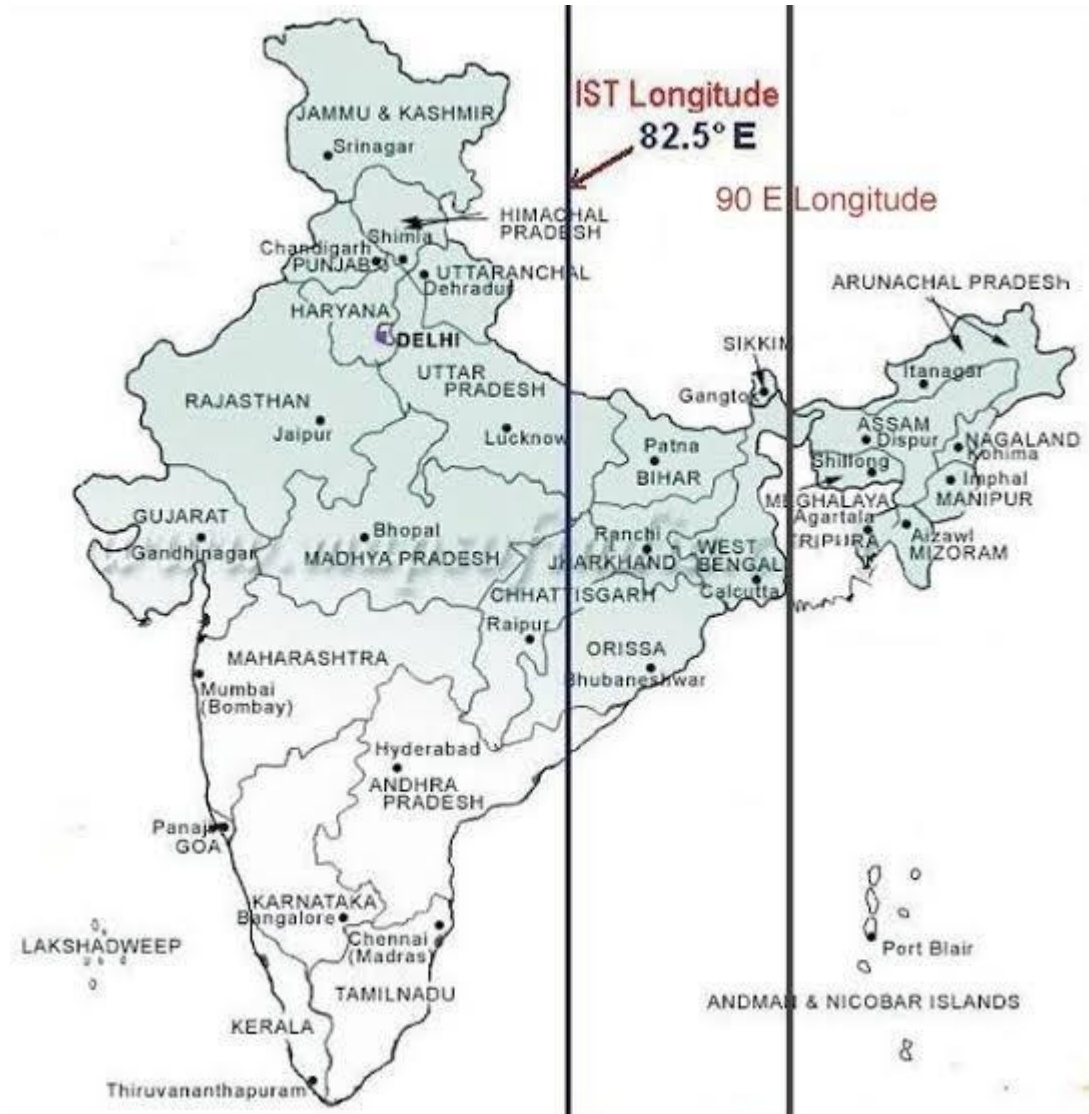 JAMMU & KASHMIR
Srinagar
IST Longitude
82.5° E
90 E Longitude
HIMACHAL
PRADESH
Shimla
Chandigarh
PUNJAB
UTTARANCHAL
Dehradun
HARYANA
DELHI
ARUNACHAL PRADESH
SIKKIM
Itanagar
UTTAR
PRADESH
Gangtok
RAJASTHAN
Jaipur
Lucknow
Patna
BIHAR
ASSAM
Dispur
NAGALAND
Kohima
Shillong
Imphal
MANIPUR
MEGHALAYA
Agartala
TRIPURA
Aizawl
MIZORAM
GUJARAT
Gandhinagar
Bhopal
MADHYA PRADESH
Ranchi
JHARKHAND
WEST
BENGAL
Calcutta
CHHATTISGARH
Raipur
ORISSA
Bhubaneshwar
MAHARASHTRA
Mumbai
(Bombay)
Hyderabad
ANDHRA
PRADESH
Panaji
GOA
KARNATAKA
Bangalore
Chennai
(Madras)
LAKSHADWEEP
TAMILNADU
Port Blair
ANDMAN & NICOBAR ISLANDS
KERALA
Thiruvananthapuram